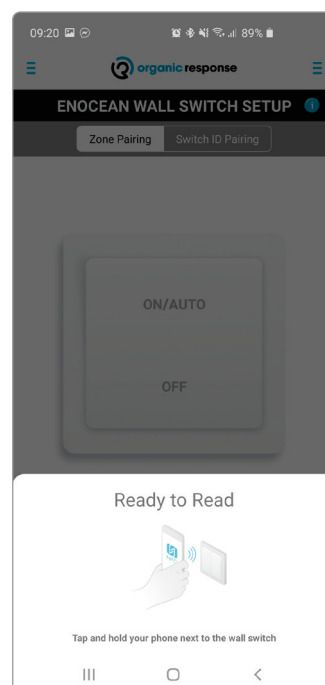 09:20 89%
organic response
ENOCEAN WALL SWITCH SETUP i
Zone Pairing Switch ID Pairing
ON/AUTO
OFF
Ready to Read
Tap and hold your phone next to the wall switch